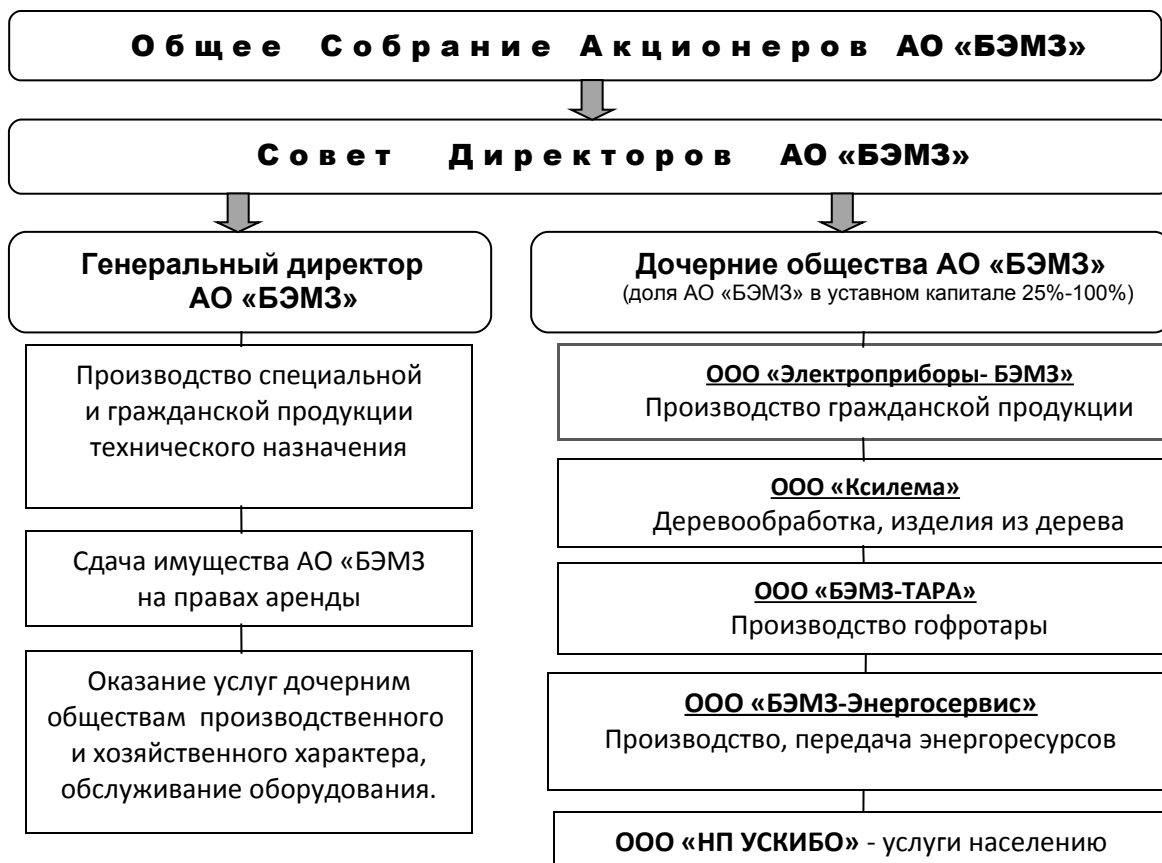 Общее Собрание Акционеров АО «БЭМЗ»
Совет Директоров АО «БЭМЗ»
Генеральный директор
АО «БЭМЗ»
Производство специальной
и гражданской продукции
технического назначения
Сдача имущества АО «БЭМЗ
на правах аренды
Оказание услуг дочерним
обществам производственного
и хозяйственного характера,
обслуживание оборудования.
Дочерние общества АО «БЭМЗ»
(доля АО «БЭМЗ» в уставном капитале 25%-100%)
ООО «Электроприборы- БЭМЗ»
Производство гражданской продукции
ООО «Ксилема»
Деревообработка, изделия из дерева
ООО «БЭМЗ-ТАРА»
Производство гофротары
ООО «БЭМЗ-Энергосервис»
Производство, передача энергоресурсов
ООО «НП УСКИБО» - услуги населению